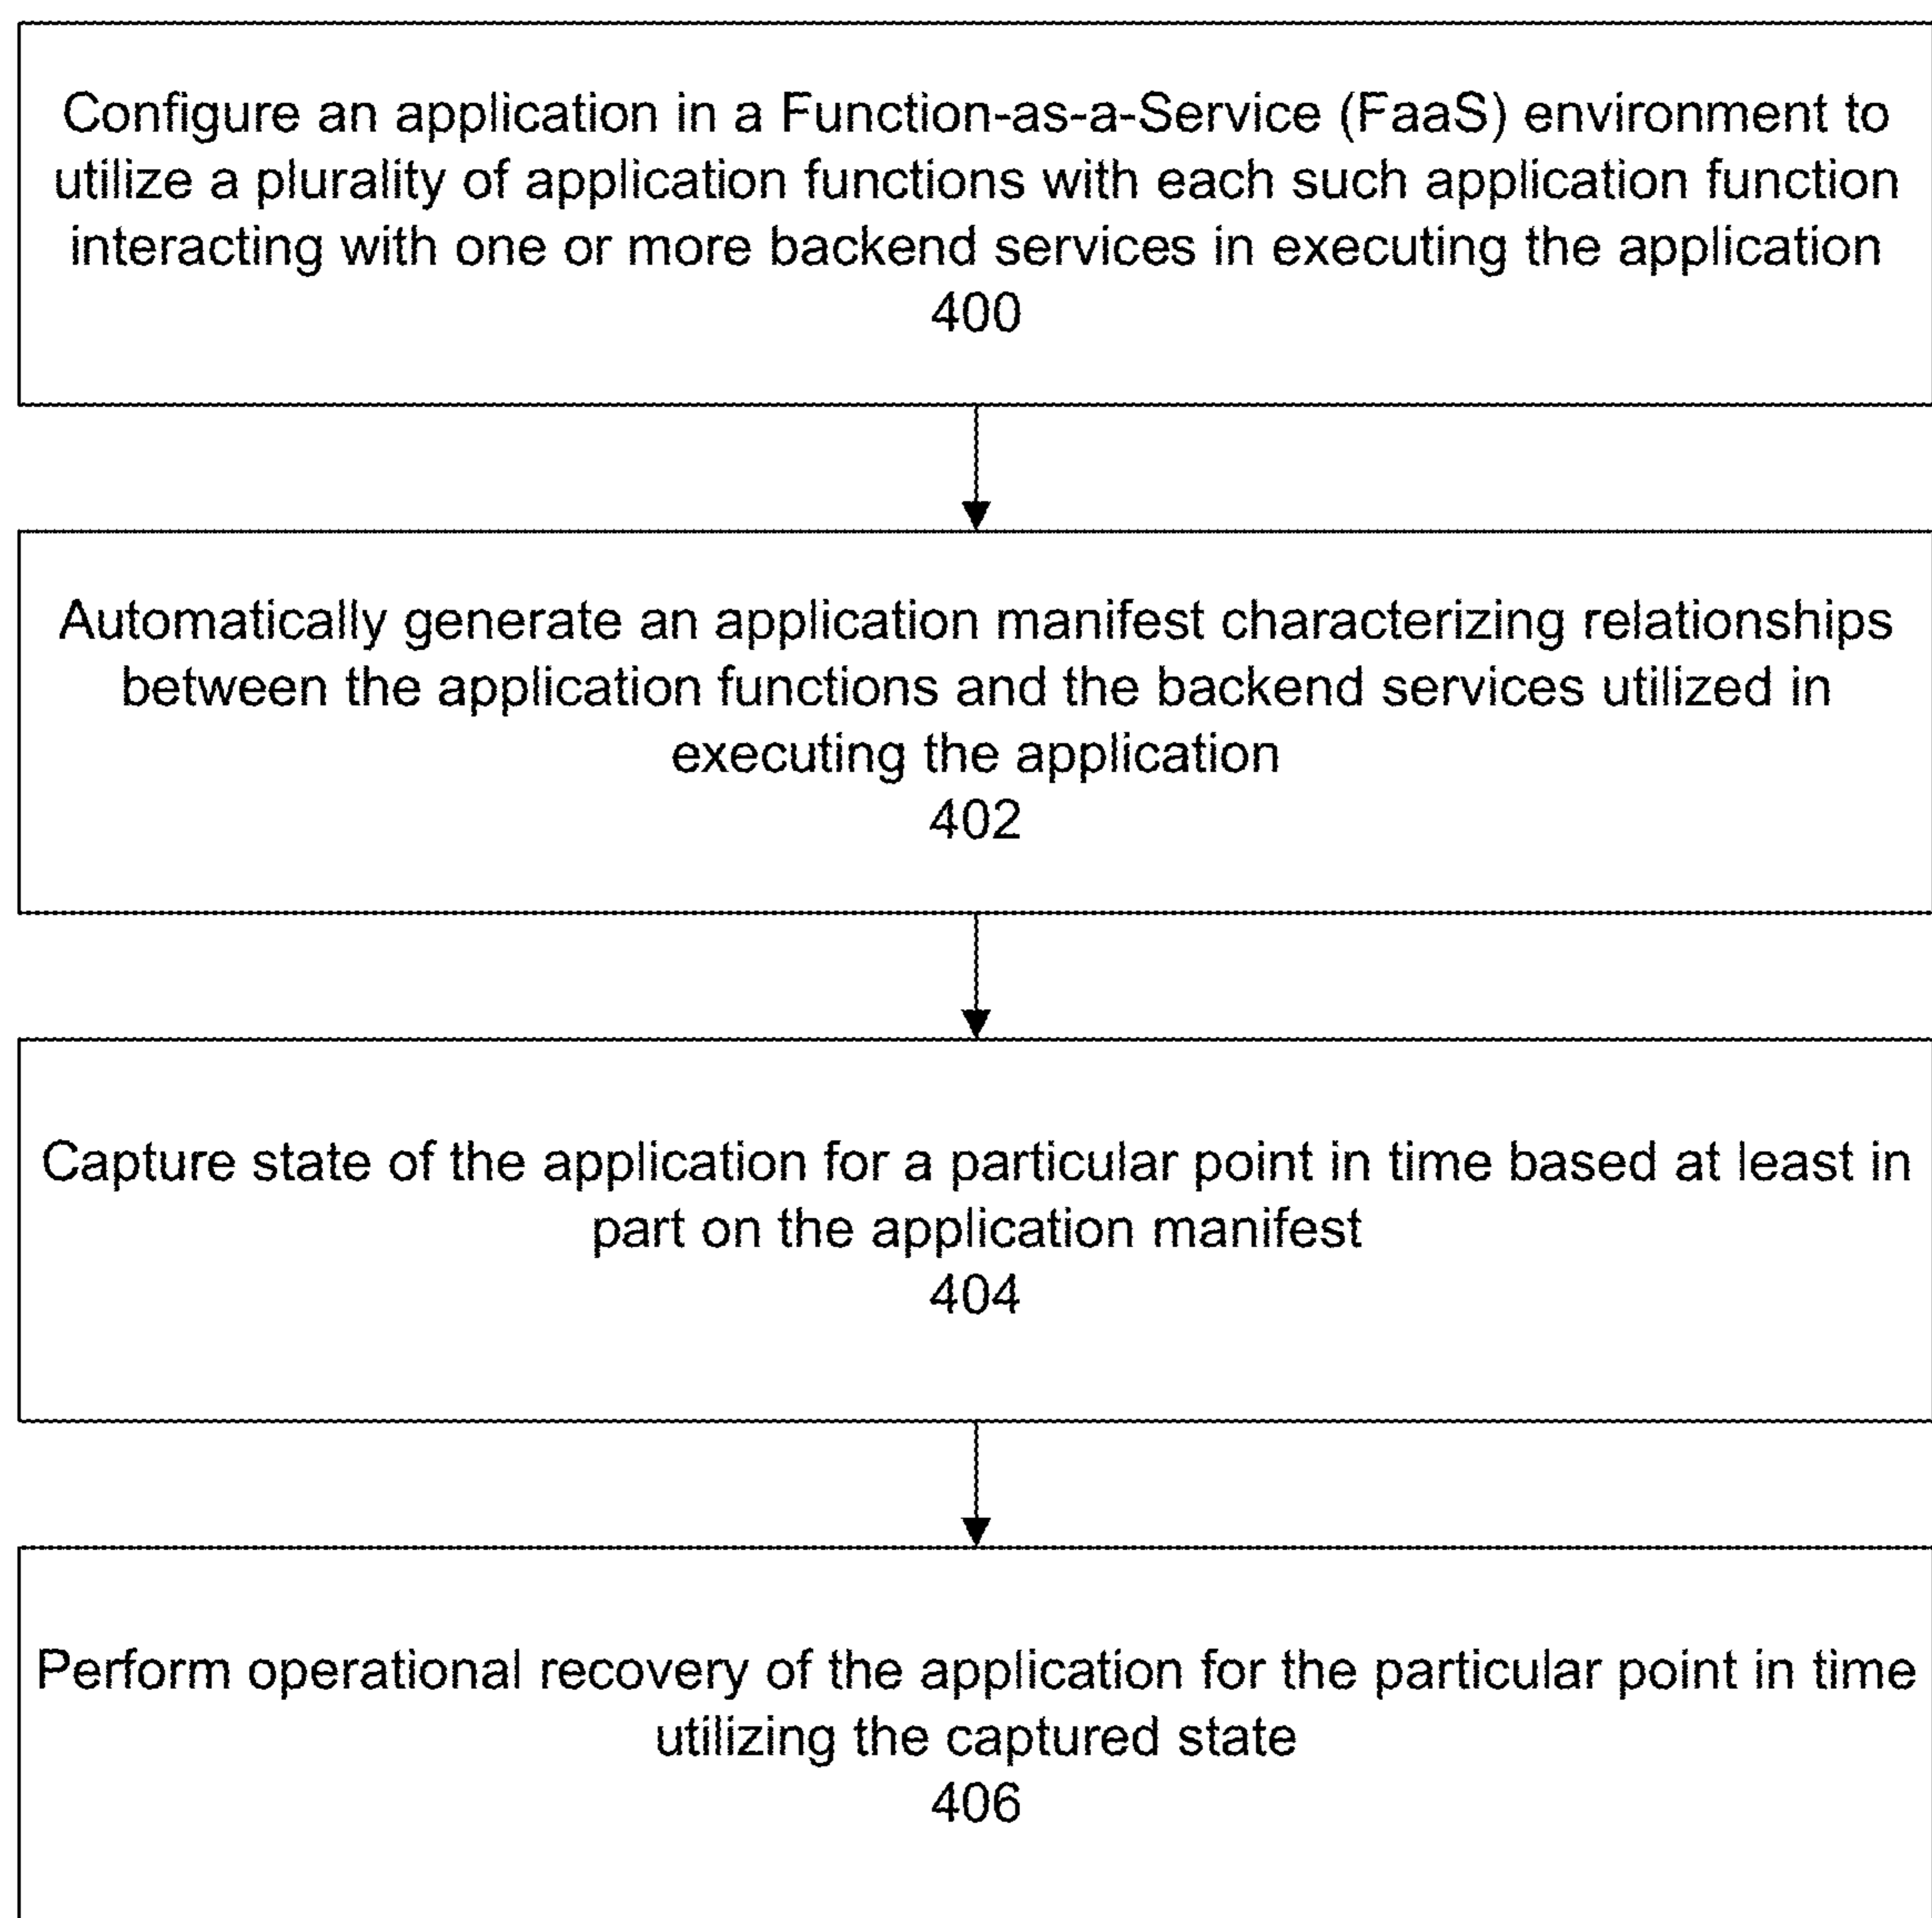 Configure an application in a Function-as-a-Service (FaaS) environment to
utilize a plurality of application functions with each such application function
interacting with one or more backend services in executing the application
400
Automatically generate an application manifest characterizing relationships
between the application functions and the backend services utilized in
executing the application
402
Capture state of the application for a particular point in time based at least in
part on the application manifest
404
Perform operational recovery of the application for the particular point in time
utilizing the captured state
406